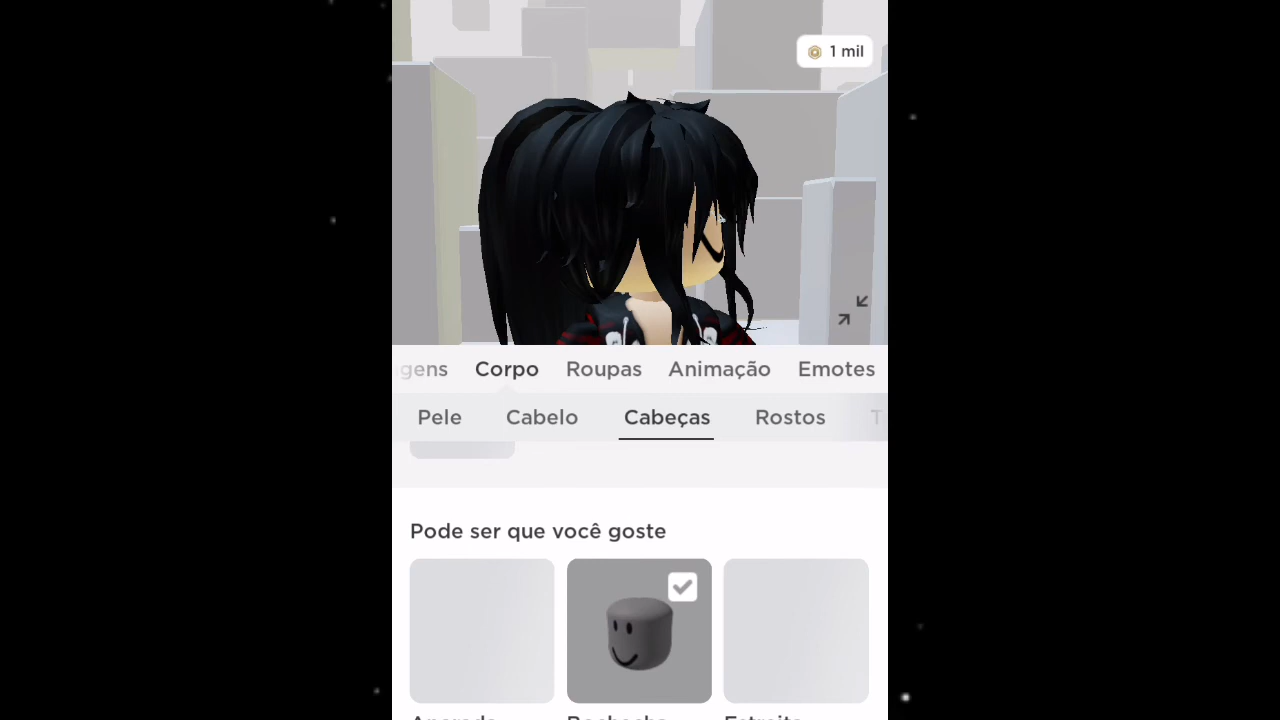 1 mil
gens Corpo Roupas Animação Emotes
Pele Cabelo Cabeças Rostos T
Pode ser que você goste